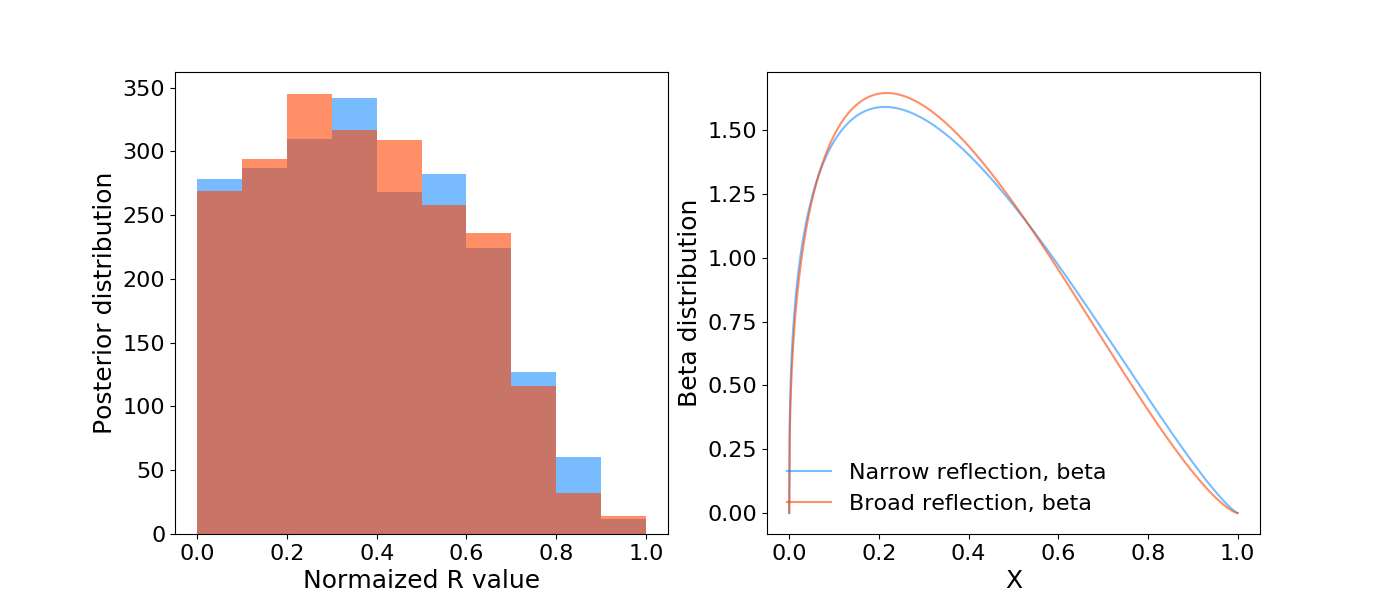 Posterior distribution
350
300
250
200
150
100
50
0
0.0 0.2 0.4 0.6 0.8 1.0
Normaized R value
Beta distribution
1.50
1.25
1.00
0.75
0.50
0.25
0.00
Narrow reflection, beta
Broad reflection, beta
0.0 0.2 0.4 0.6 0.8 1.0
X